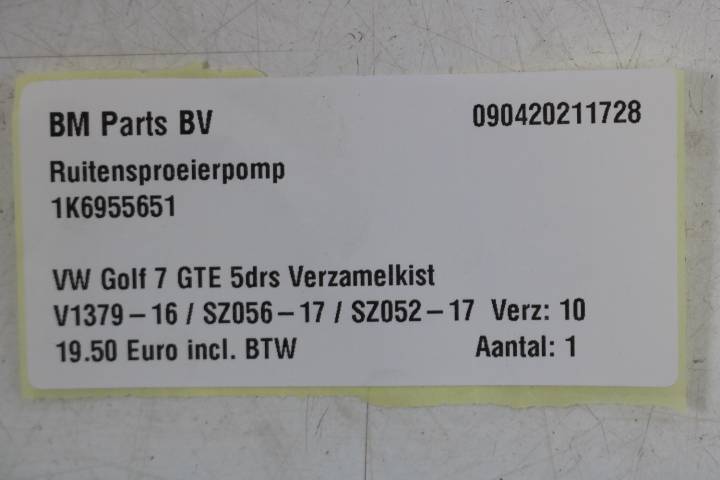 BM Parts BV 090420211728
Ruitensproeierpomp
1K6955651
VW Golf 7 GTE 5drs Verzamelkist
V1379-16 / SZ056-17 / SZ052-17 Verz: 10
19.50 Euro incl. BTW Aantal: 1